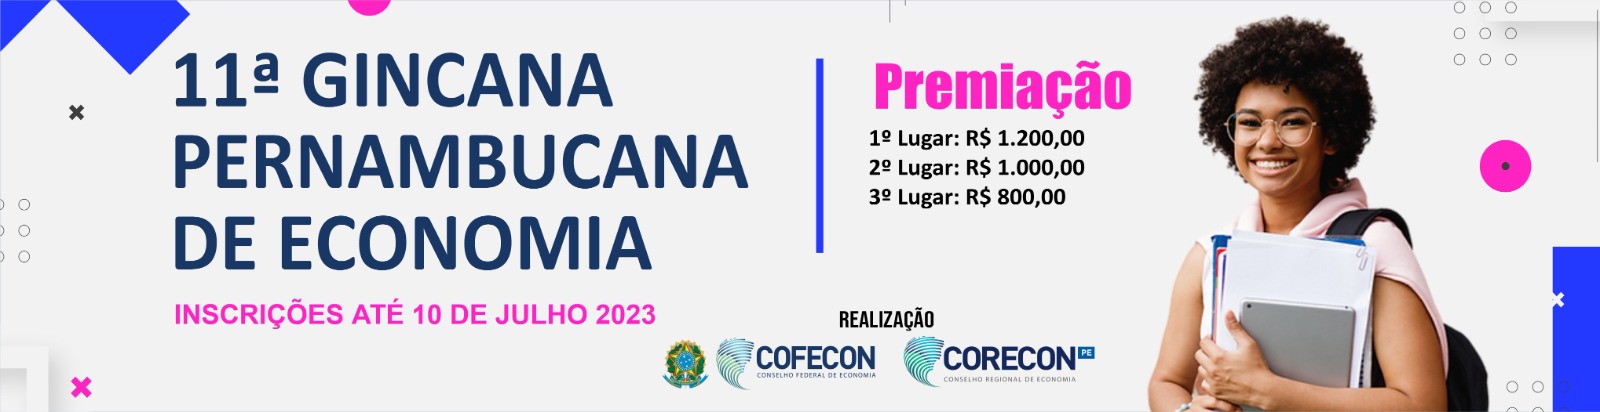 11ª GINCANA
PERNAMBUCANA
DE ECONOMIA
INSCRIÇÕES ATÉ 10 DE JULHO 2023
Premiação
1º Lugar: R$ 1.200,00
2º Lugar: R$ 1.000,00
3º Lugar: R$ 800,00
REALIZAÇÃO
COFECON
CONSELHO FEDERAL DE ECONOMIA
CORECON PE
CONSELHO REGIONAL DE ECONOMIA